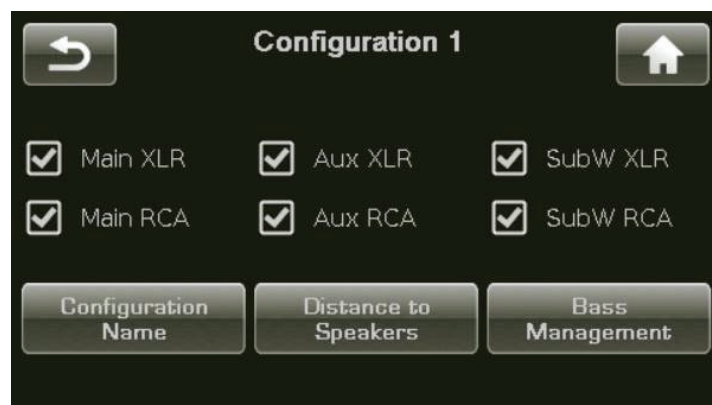 Configuration 1
Main XLR
Aux XLR
SubW XLR
Main RCA
Aux RCA
SubW RCA
Configuration
Name
Distance to
Speakers
Bass
Management